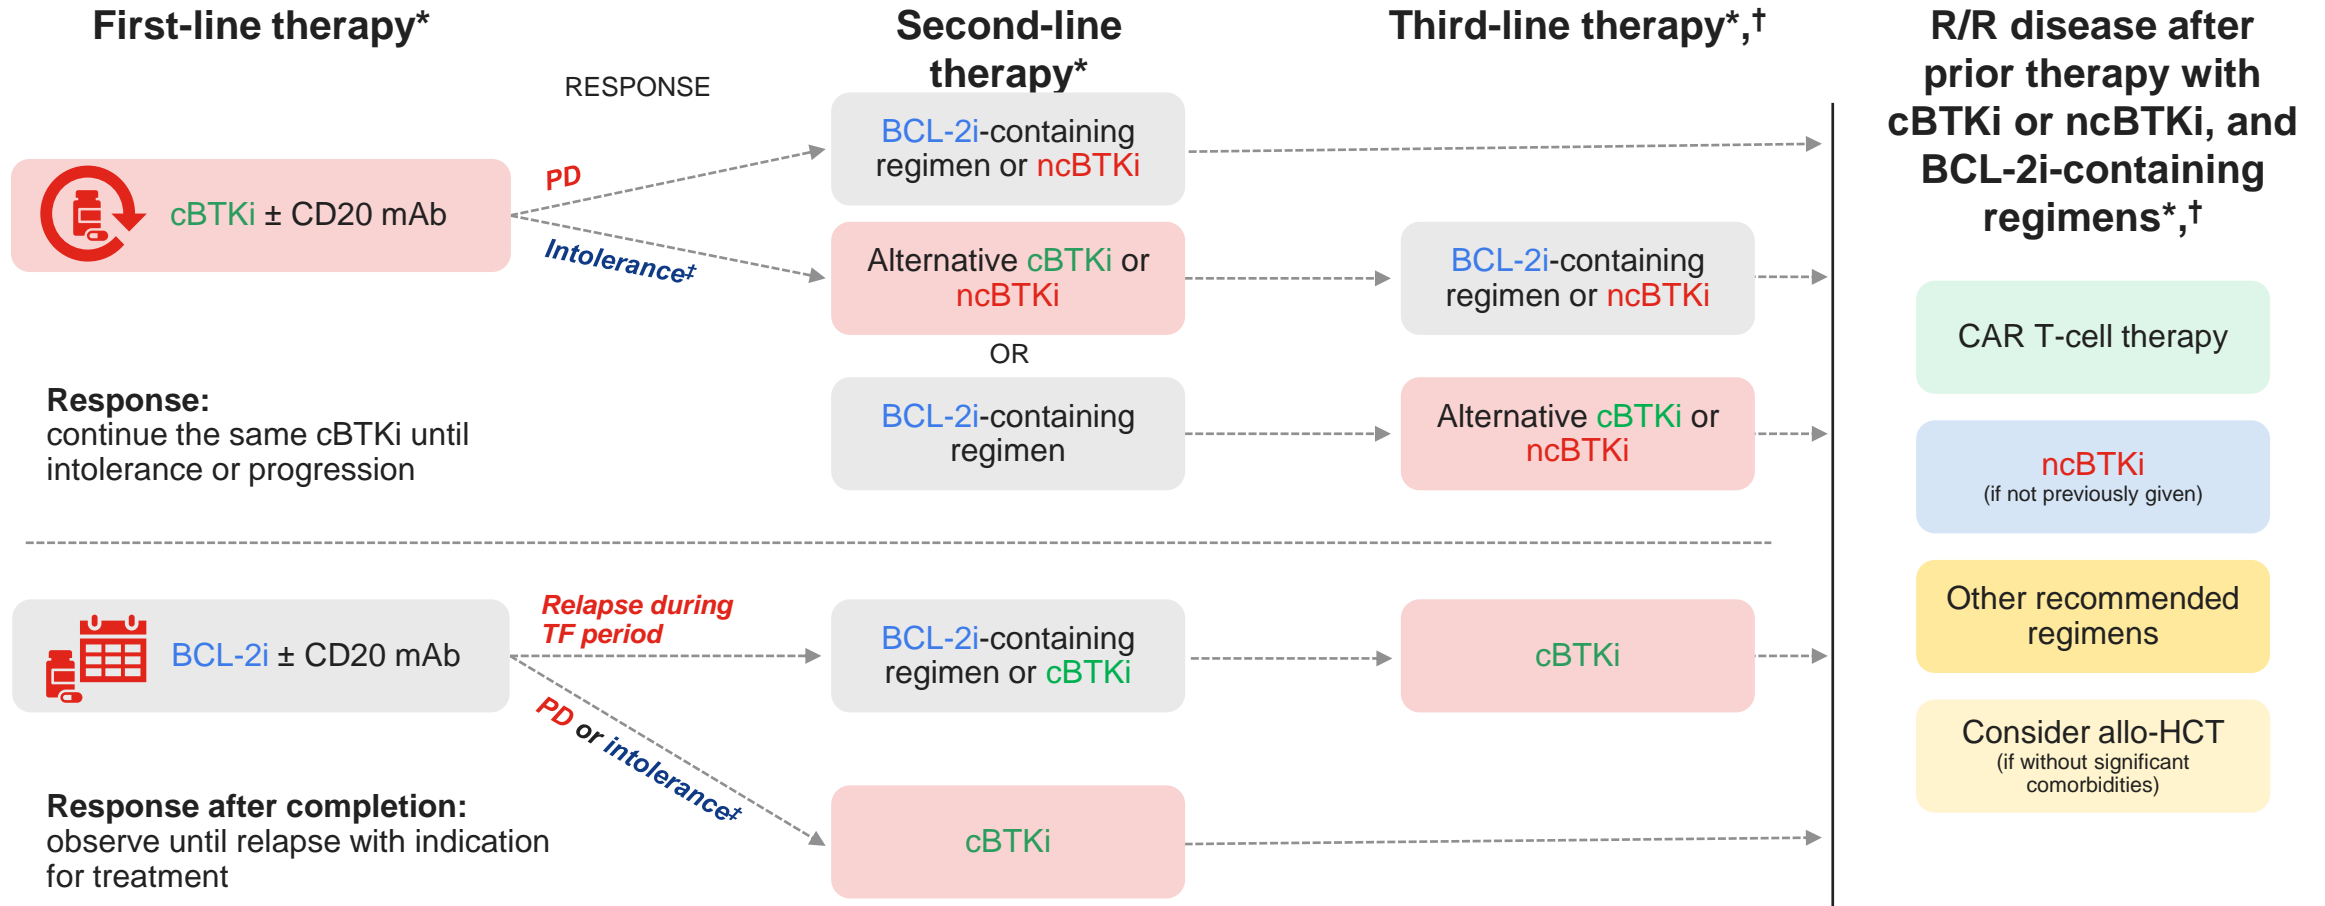 First-line therapy*
Second-line
therapy*
Third-line therapy*,†
R/R disease after
prior therapy with
cBTKi or ncBTKi, and
BCL-2i-containing
regimens*,†
RESPONSE
cBTKi ± CD20 mAb
PD
Intolerance‡
BCL-2i-containing
regimen or ncBTKi
Alternative cBTKi or
ncBTKi
OR
BCL-2i-containing
regimen
BCL-2i-containing
regimen or ncBTKi
Alternative cBTKi or
ncBTKi
Response:
continue the same cBTKi until
intolerance or progression
BCL-2i ± CD20 mAb
Relapse during
TF period
PD or intolerance‡
BCL-2i-containing
regimen or cBTKi
cBTKi
cBTKi
Response after completion:
observe until relapse with indication
for treatment
CAR T-cell therapy
ncBTKi
(if not previously given)
Other recommended
regimens
Consider allo-HCT
(if without significant
comorbidities)